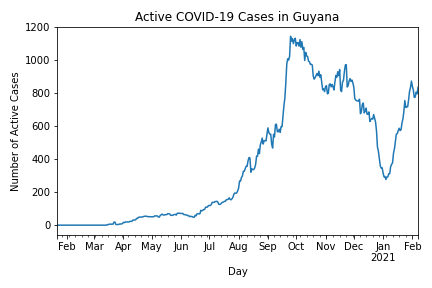 Active COVID-19 Cases in Guyana
1200
1000
800
600
400
200
0
Number of Active Cases
Feb Mar Apr May Jun Jul Aug Sep Oct Nov Dec Jan Feb
2021
Day